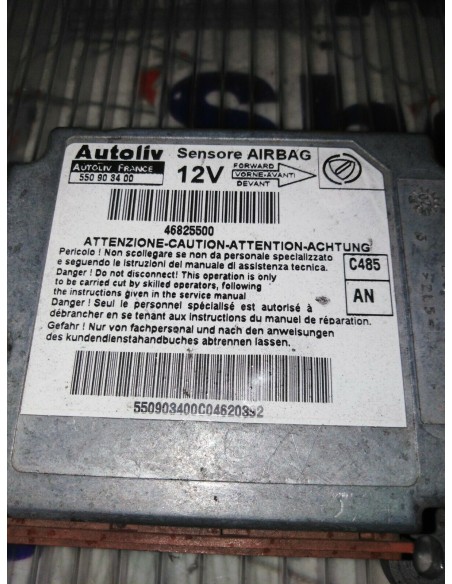 Autoliv
Sensore AIRBAG
AUTOLIV FRANCE
550 90 34 00
12V
FORWARD
VORNE-AVANTI
DEVANT
46825500
ATTENZIONE-CAUTION-ATTENTION-ACHTUNG
Pericolo ! Non scollegare se non da personale specializzato
e seguendo le istruzioni del manuale di assistenza tecnica.
Danger ! Do not disconnect! This operation is only
to be carried cut by skilled operators, following
the instructions given in the service manual
Danger ! Seul le personnel spécialisé est autorisé à
débrancher en se tenant aux instructions du manuel de réparation.
Gefahr ! Nur von fachpersonal und nach den anweisungen
des kundendienstahandbuches abtrennen lassen.
C485
AN
550903400C04620392